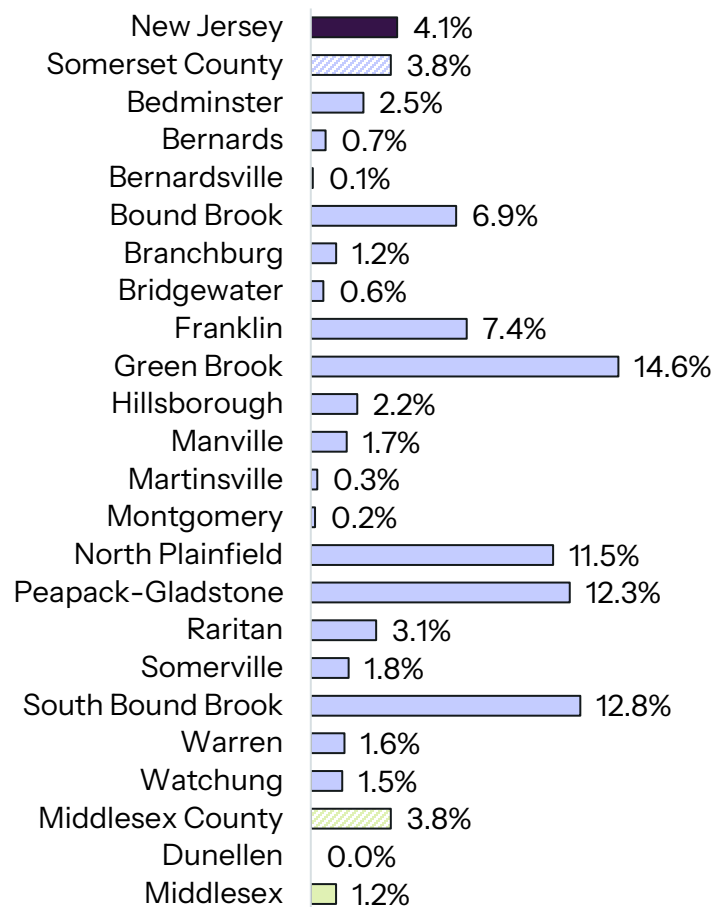 New Jersey 4.1%
Somerset County 3.8%
Bedminster 2.5%
Bernards 0.7%
Bernardsville 0.1%
Bound Brook 6.9%
Branchburg 1.2%
Bridgewater 0.6%
Franklin 7.4%
Green Brook 14.6%
Hillsborough 2.2%
Manville 1.7%
Martinsville 0.3%
Montgomery 0.2%
North Plainfield 11.5%
Peapack-Gladstone 12.3%
Raritan 3.1%
Somerville 1.8%
South Bound Brook 12.8%
Warren 1.6%
Watchung 1.5%
Middlesex County 3.8%
Dunellen 0.0%
Middlesex 1.2%